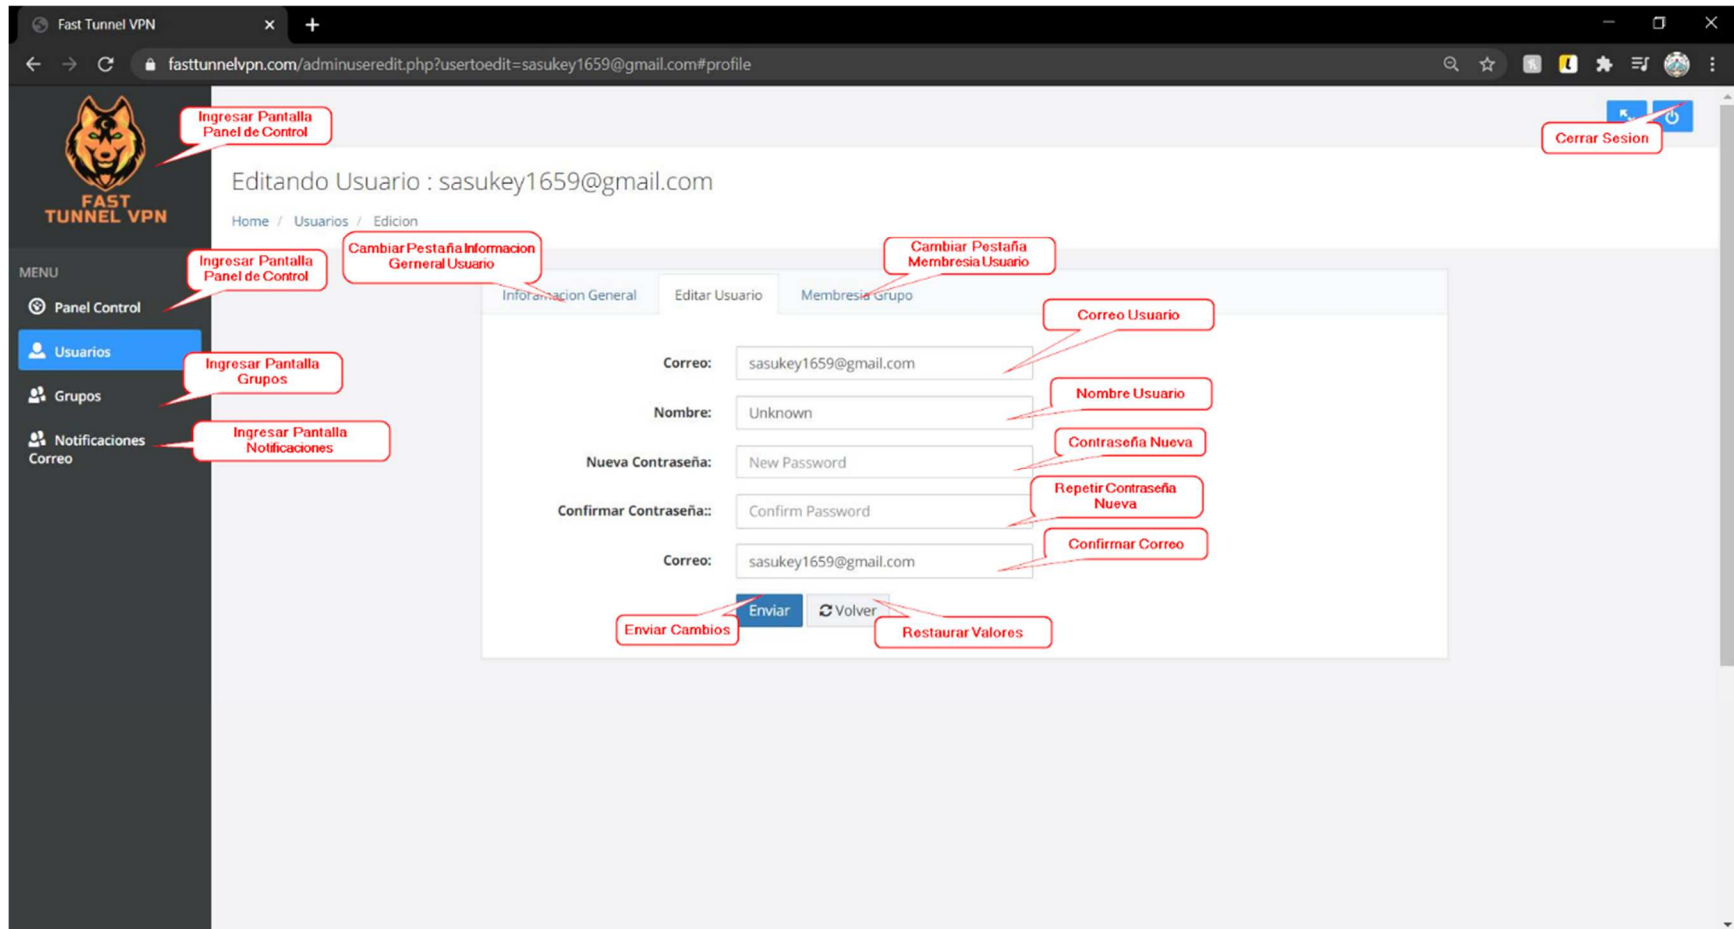 Fast Tunnel VPN
fasttunnelvpn.com/adminuseredit.php?usertoedit=sasukey1659@gmail.com#profile
FAST
TUNNEL VPN
Ingresar Pantalla
Panel de Control
Cerrar Sesion
Editando Usuario : sasukey1659@gmail.com
Home / Usuarios / Edicion
MENU
Panel Control
Usuarios
Grupos
Notificaciones
Correo
Ingresar Pantalla
Panel de Control
Ingresar Pantalla
Grupos
Ingresar Pantalla
Notificaciones
Cambiar Pestaña Informacion
Gerneral Usuario
Cambiar Pestaña
Membresia Usuario
Inforamacion General
Editar Usuario
Membresia Grupo
Correo Usuario
Correo:
sasukey1659@gmail.com
Nombre Usuario
Nombre:
Unknown
Contraseña Nueva
Nueva Contraseña:
New Password
Repetir Contraseña
Nueva
Confirmar Contraseña::
Confirm Password
Confirmar Correo
Correo:
sasukey1659@gmail.com
Enviar
Volver
Enviar Cambios
Restaurar Valores